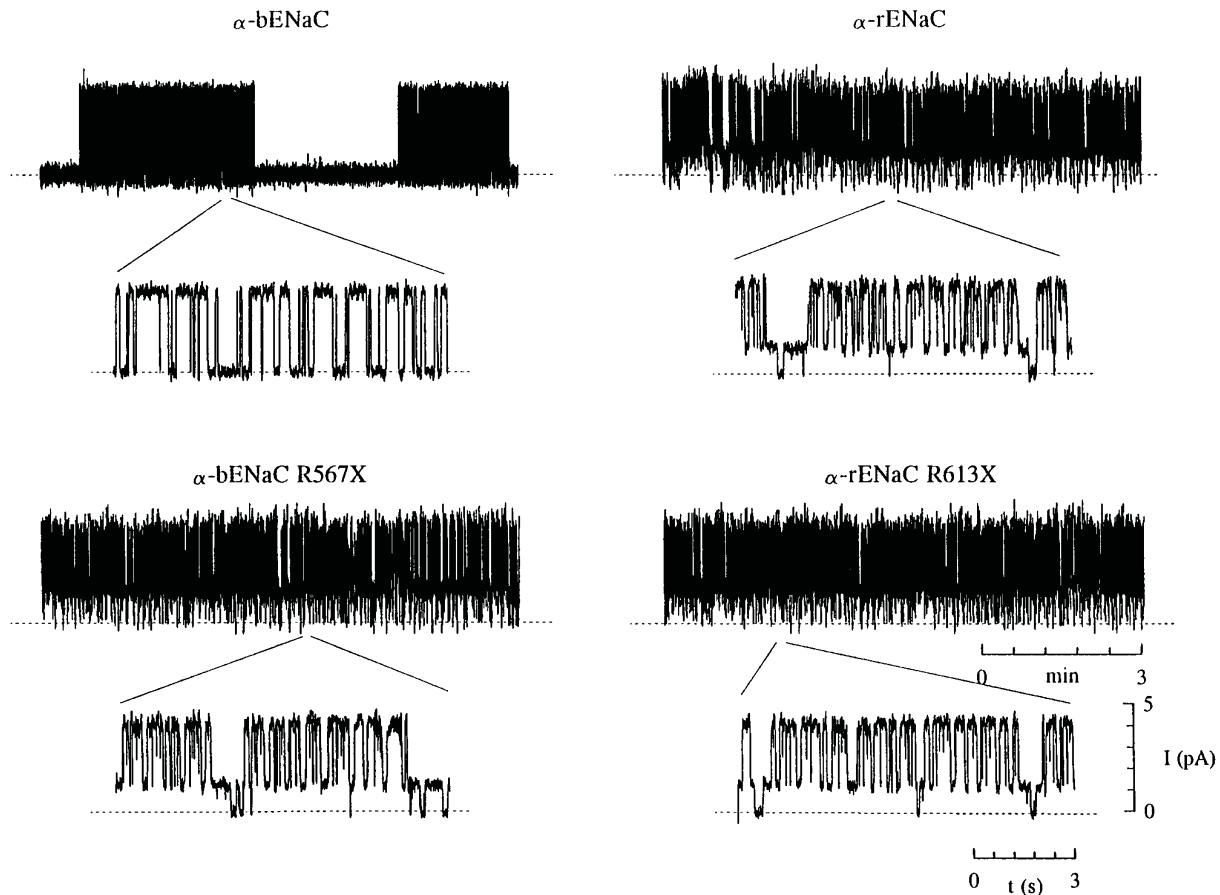 α-bENaC
α-rENaC
α-bENaC R567X
α-rENaC R613X
0 min 3
5
I (pA)
0
0 t (s) 3